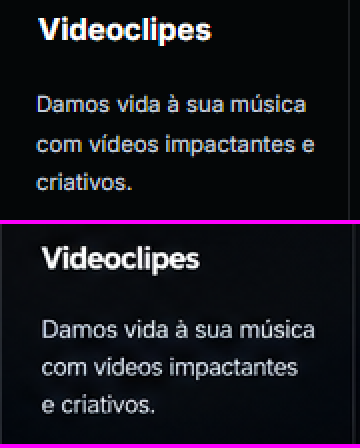 Videoclipes
Damos vida à sua música
com vídeos impactantes e
criativos.
Videoclipes
Damos vida à sua música
com vídeos impactantes
e criativos.